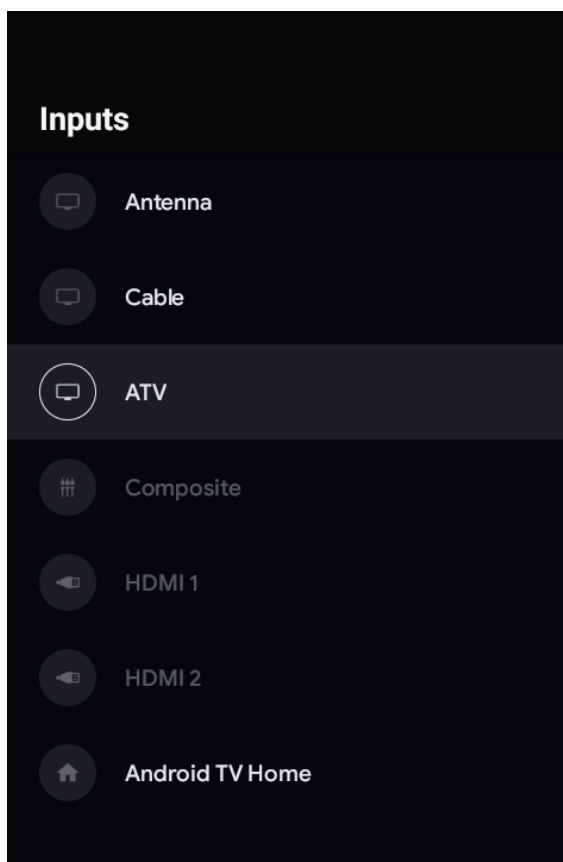 Inputs
Antenna
Cable
ATV
Composite
HDMI 1
HDMI 2
Android TV Home